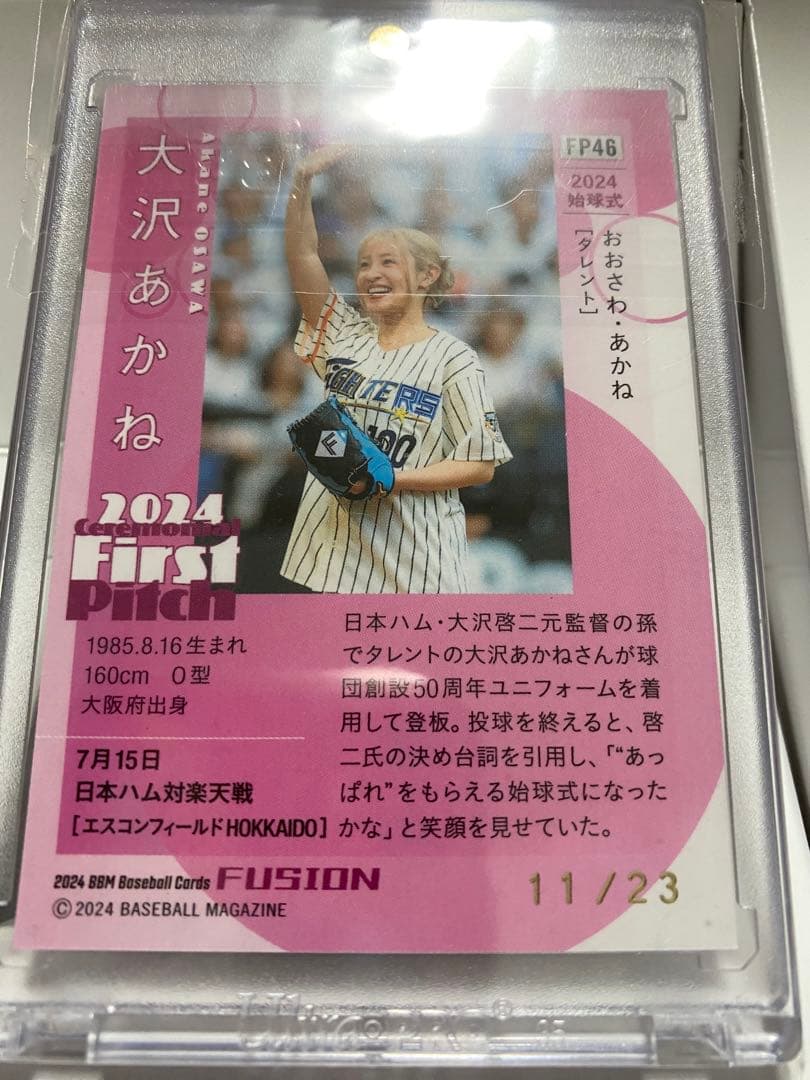 大沢あかね
Akane OSAWA
FP46
2024
始球式
おおさわ・あかね
[タレント]
FIGHTERS
100
F
2024
Ceremonial
First
Pitch
1985.8.16生まれ
160cm O型
大阪府出身
7月15日
日本ハム対楽天戦
[エスコンフィールドHOKKAIDO]
日本ハム・大沢啓二元監督の孫
でタレントの大沢あかねさんが球
団創設50周年ユニフォームを着
用して登板。投球を終えると、啓
二氏の決め台詞を引用し、「“あっ
ぱれ”をもらえる始球式になった
かな」と笑顔を見せていた。
2024 BBM Baseball Cards FUSION
11/23
©2024 BASEBALL MAGAZINE